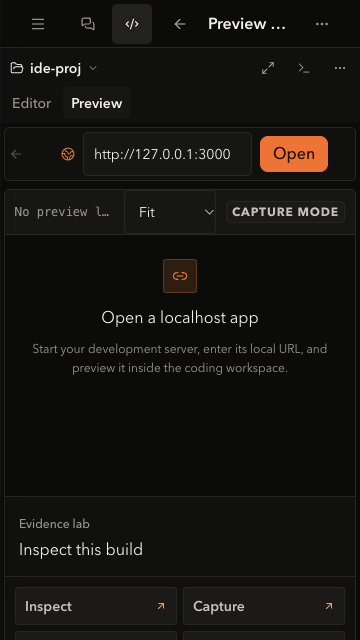 Preview ...
ide-proj
Editor
Preview
http://127.0.0.1:3000
Open
No preview l...
Fit
CAPTURE MODE
Open a localhost app
Start your development server, enter its local URL, and
preview it inside the coding workspace.
Evidence lab
Inspect this build
Inspect
Capture